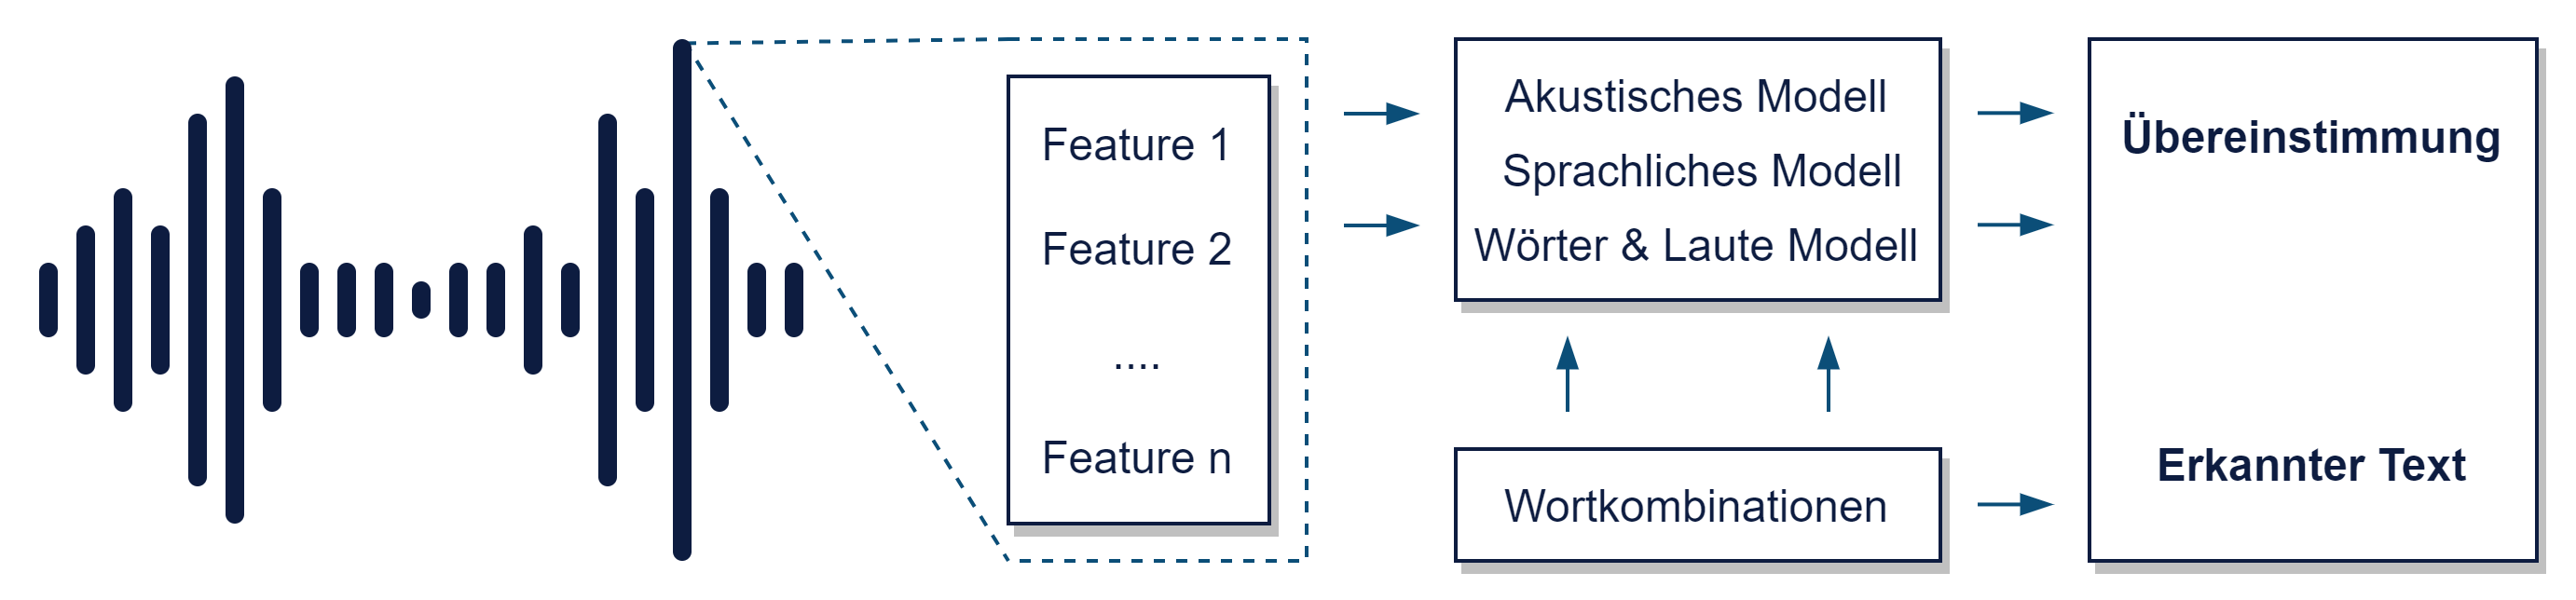 Feature 1
Feature 2
....
Feature n
Akustisches Modell
Sprachliches Modell
Wörter & Laute Modell
Wortkombinationen
Übereinstimmung
Erkannter Text